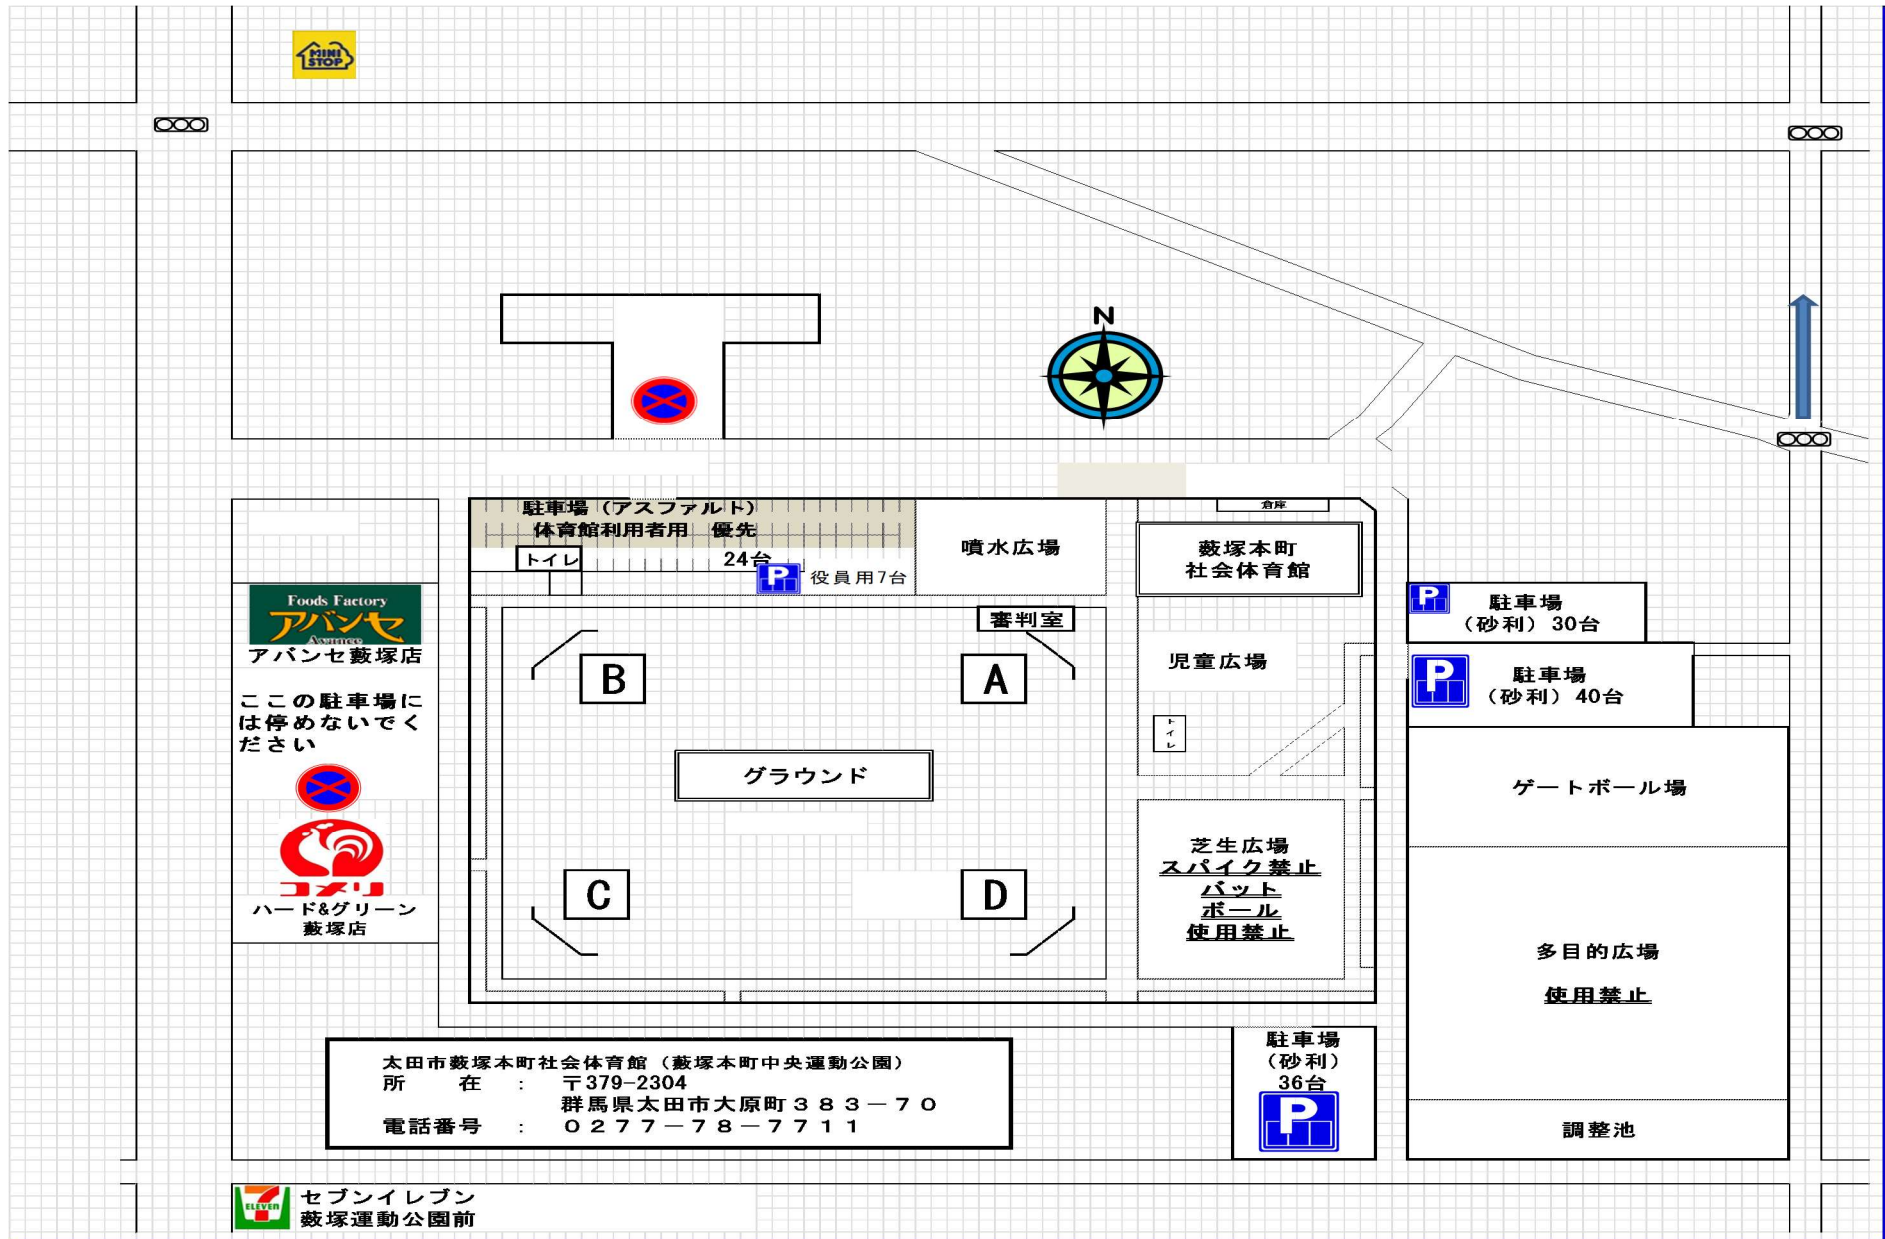 MINI
STOP
N
駐車場（アスファルト）
体育館利用者用　優先
トイレ
24台
P
役員用7台
噴水広場
倉庫
藪塚本町
社会体育館
Foods Factory
アバンセ
Avance
アバンセ藪塚店
ここの駐車場に
は停めないでく
ださい
コメリ
ハード&グリーン
藪塚店
審判室
B
A
グラウンド
C
D
児童広場
トイレ
芝生広場
スパイク禁止
バット
ボール
使用禁止
P
駐車場
（砂利）30台
P
駐車場
（砂利）40台
ゲートボール場
多目的広場
使用禁止
調整池
駐車場
（砂利）
36台
P
太田市藪塚本町社会体育館（藪塚本町中央運動公園）
所　　在　：　〒379-2304
群馬県太田市大原町３８３－７０
電話番号　：　０２７７－７８－７７１１
7
ELEVEN
セブンイレブン
藪塚運動公園前